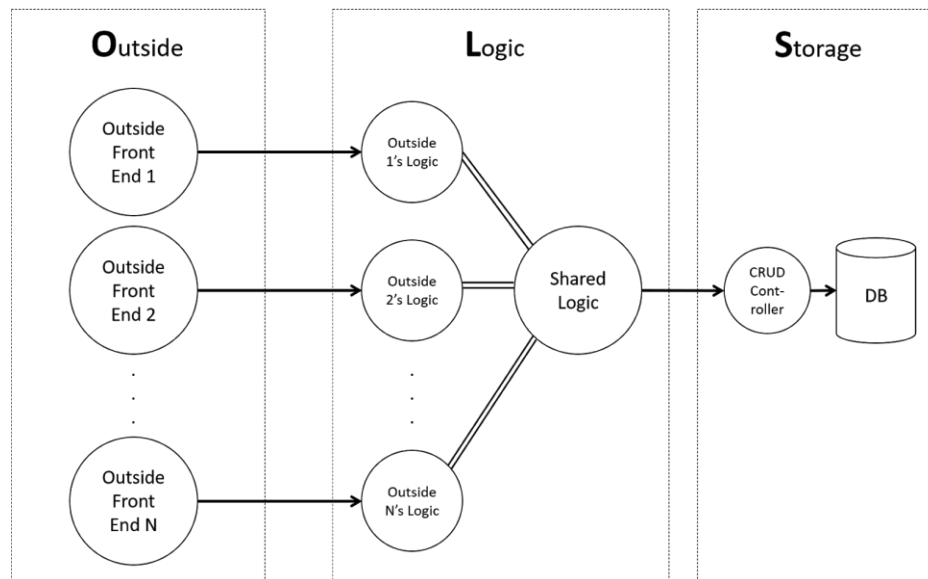 Outside
Logic
Storage
Outside
Front
End 1
Outside
1's Logic
Outside
Front
End 2
Outside
2's Logic
Shared
Logic
CRUD
Cont-
roller
DB
.
.
.
.
.
.
Outside
Front
End N
Outside
N's Logic